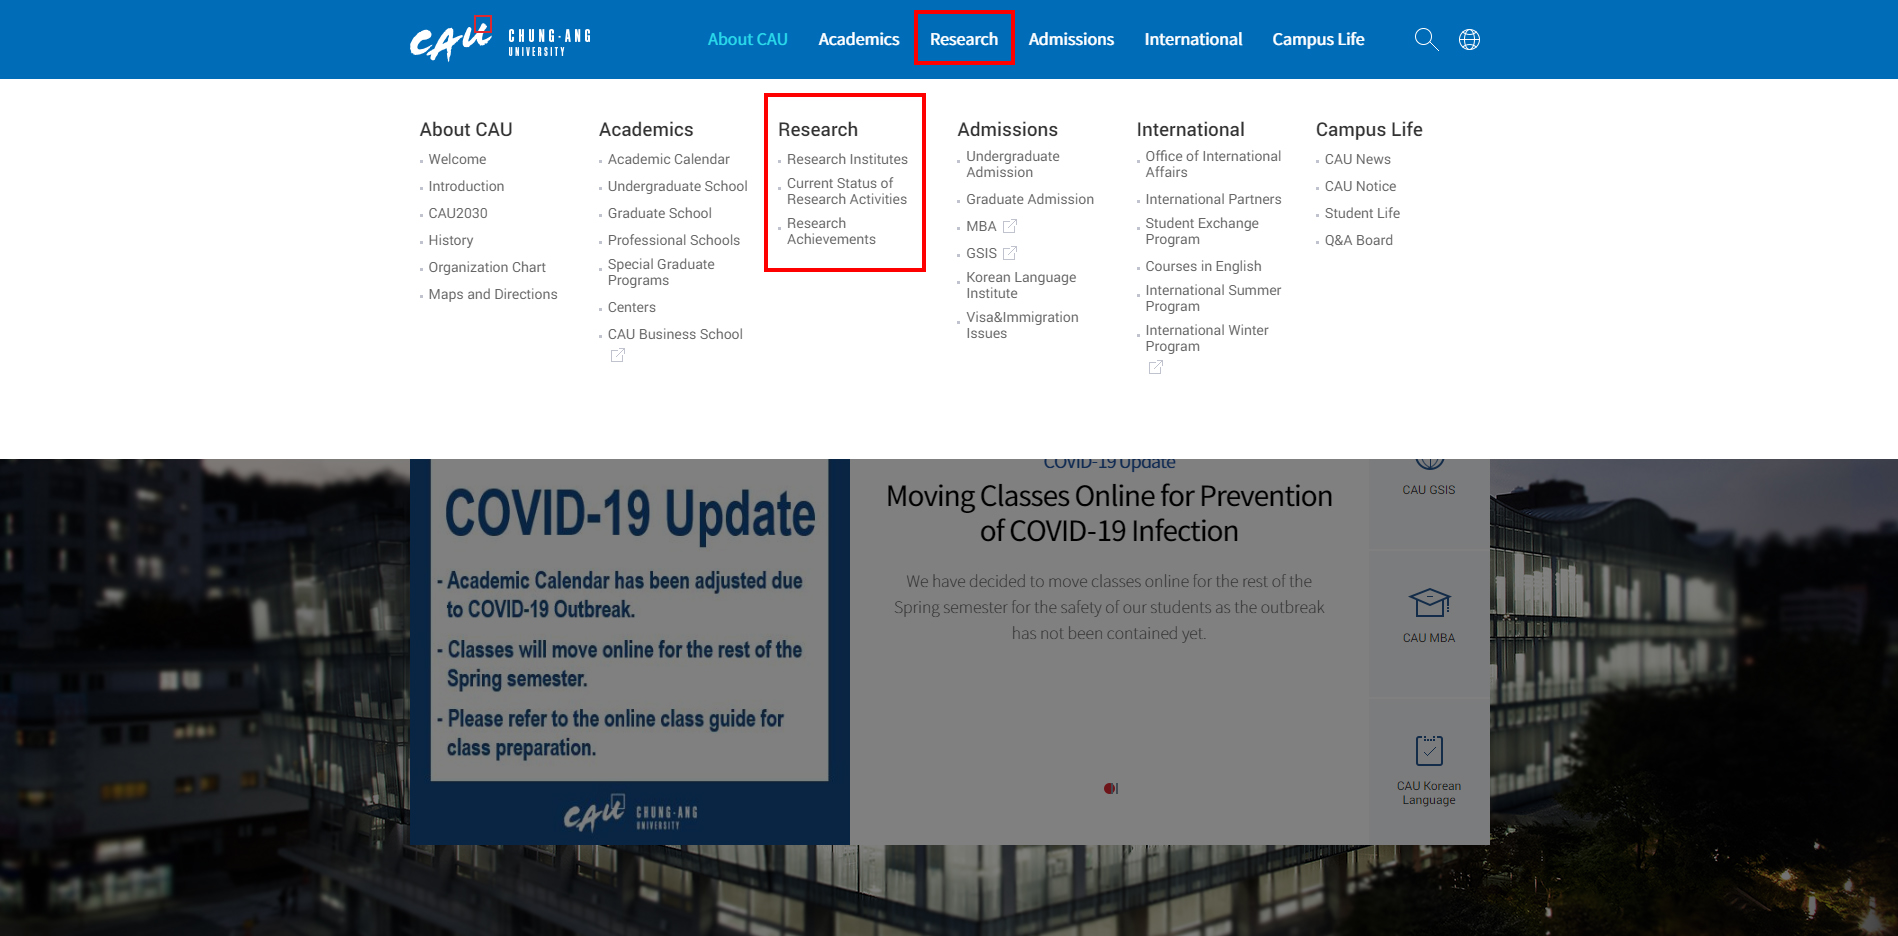 CAU CHUNG-ANG
UNIVERSITY
About CAU Academics Research Admissions International Campus Life
About CAU
Welcome
Introduction
CAU2030
History
Organization Chart
Maps and Directions
Academics
Academic Calendar
Undergraduate School
Graduate School
Professional Schools
Special Graduate
Programs
Centers
CAU Business School
Research
Research Institutes
Current Status of
Research Activities
Research
Achievements
Admissions
Undergraduate
Admission
Graduate Admission
MBA
GSIS
Korean Language
Institute
Visa&Immigration
Issues
International
Office of International
Affairs
International Partners
Student Exchange
Program
Courses in English
International Summer
Program
International Winter
Program
Campus Life
CAU News
CAU Notice
Student Life
Q&A Board
COVID-19 Update
- Academic Calendar has been adjusted due
to COVID-19 Outbreak.
- Classes will move online for the rest of the
Spring semester.
- Please refer to the online class guide for
class preparation.
CAU CHUNG-ANG
UNIVERSITY
COVID-19 Update
Moving Classes Online for Prevention
of COVID-19 Infection
We have decided to move classes online for the rest of the
Spring semester for the safety of our students as the outbreak
has not been contained yet.
CAU GSIS
CAU MBA
CAU Korean
Language